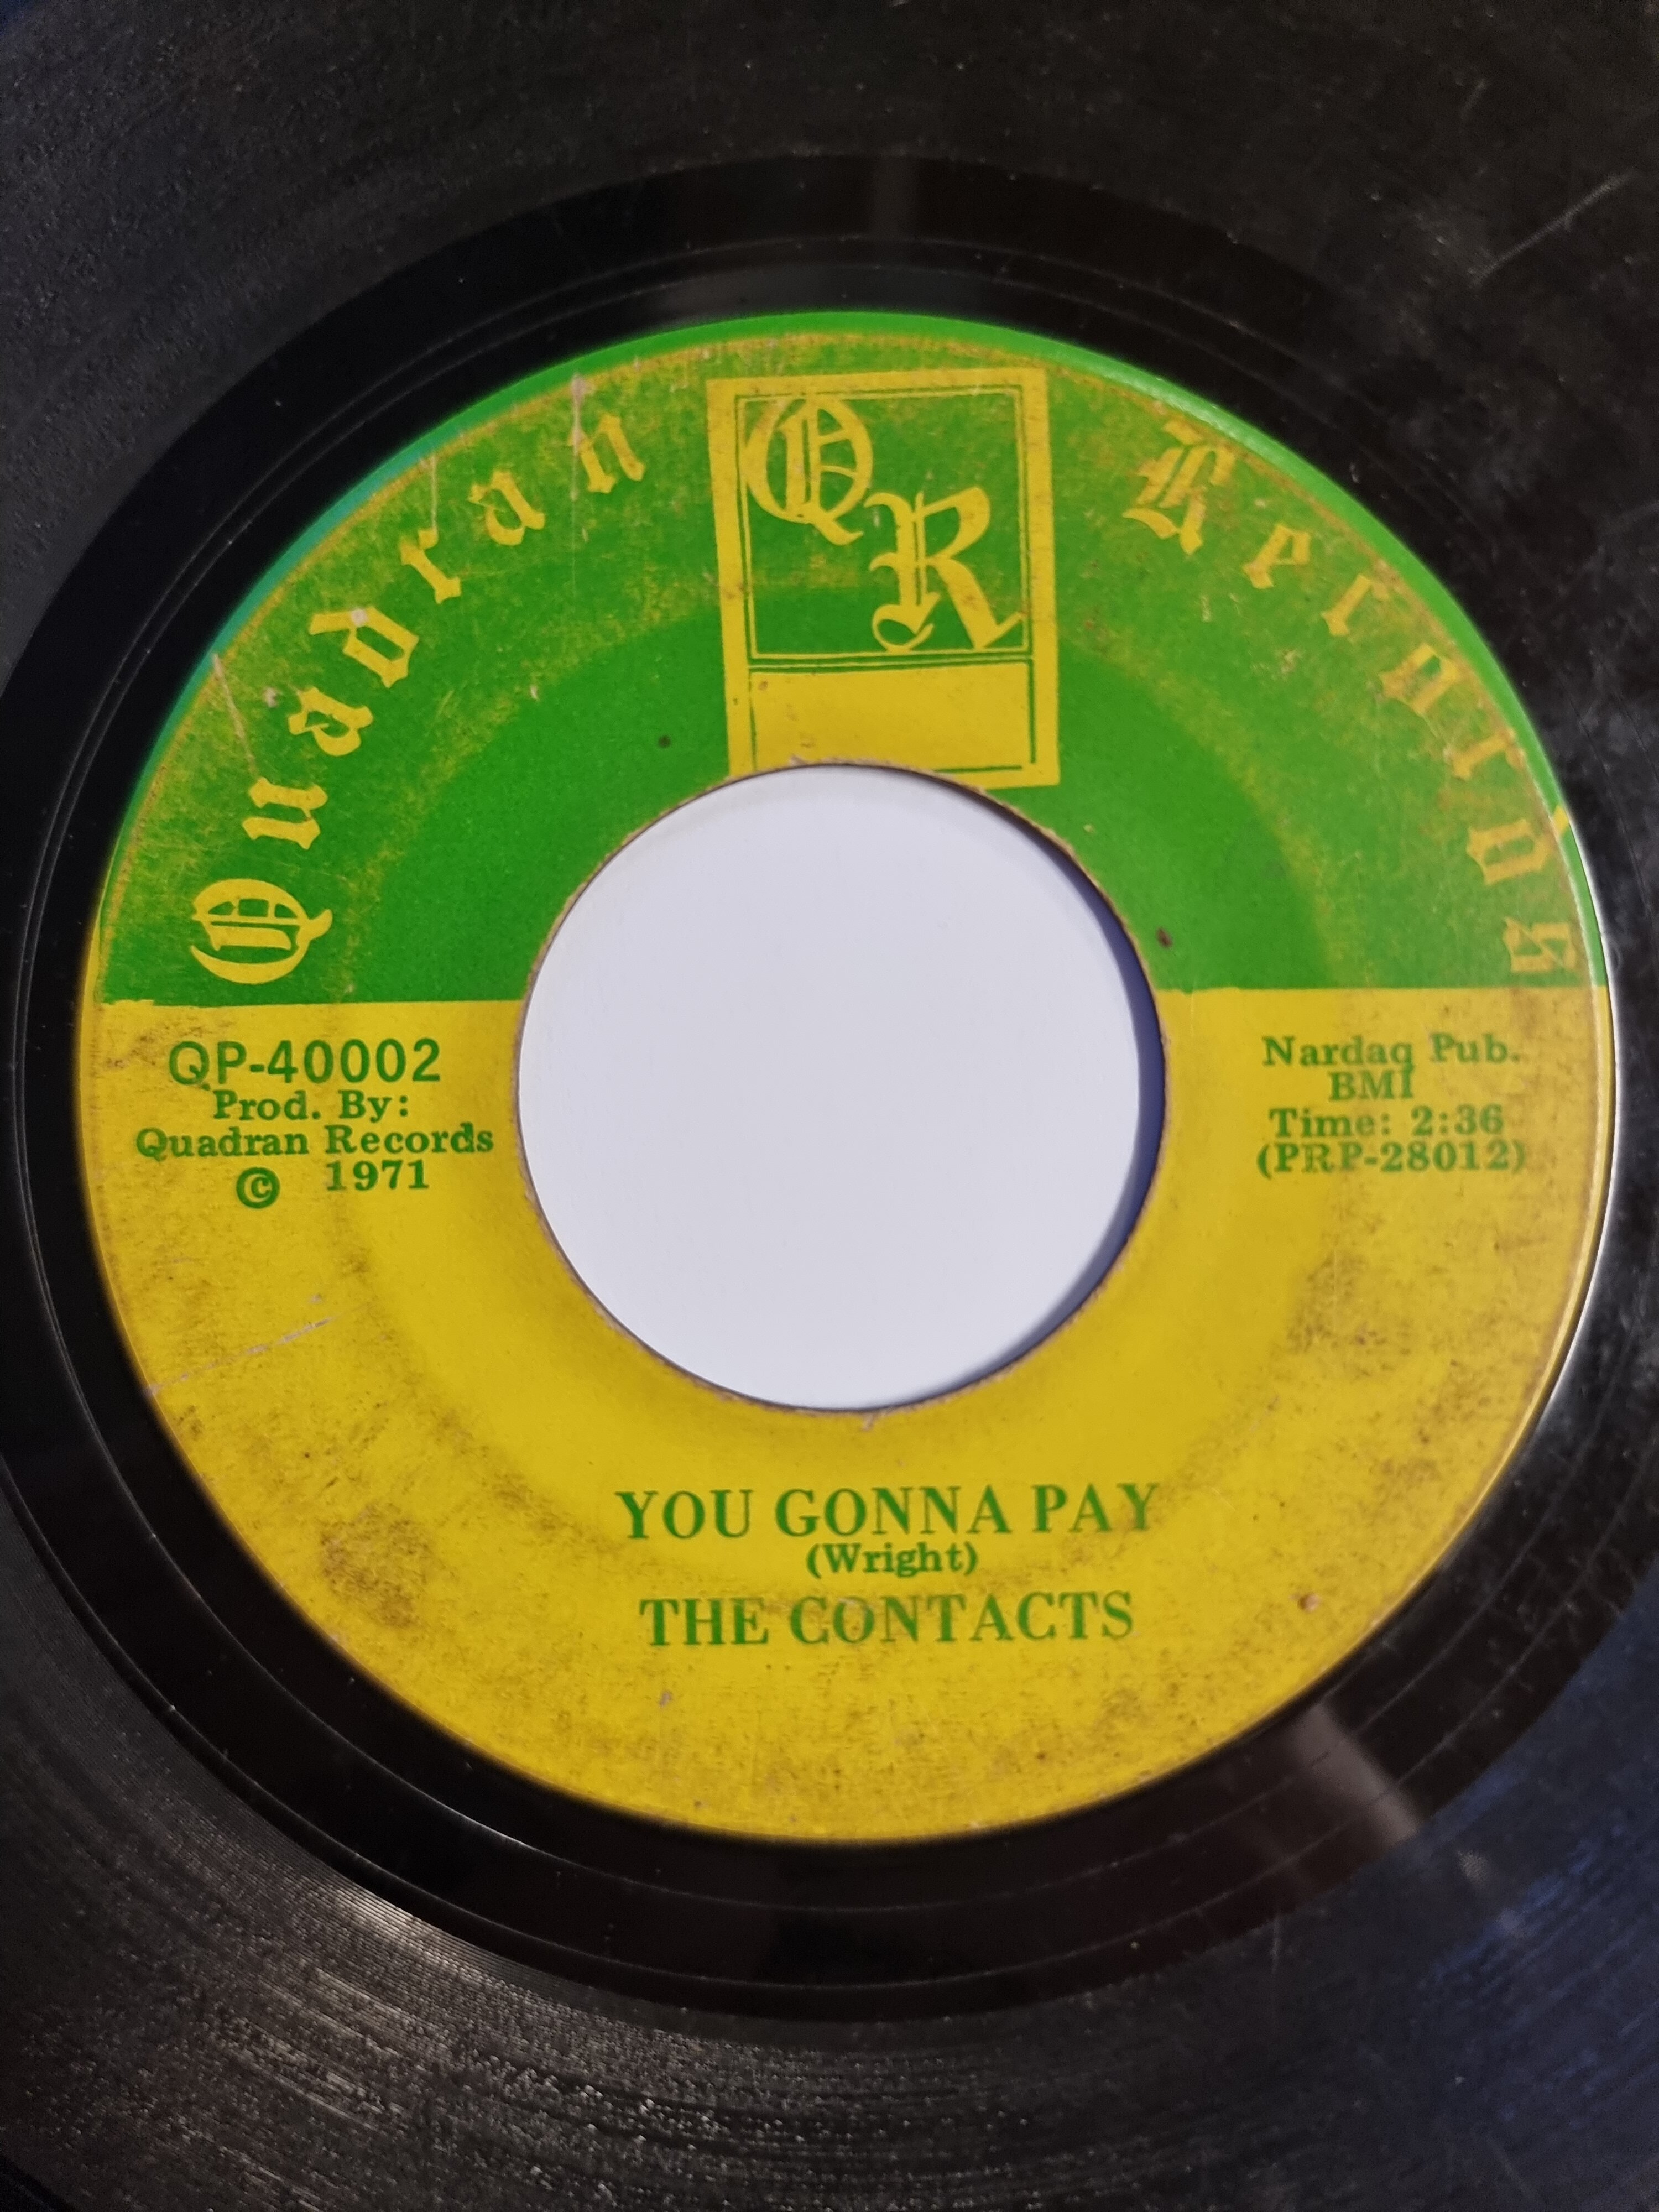 Quadran Records
QR
QP-40002
Prod. By:
Quadran Records
© 1971
Nardaq Pub.
BMI
Time: 2:36
(PRP-28012)
YOU GONNA PAY
(Wright)
THE CONTACTS